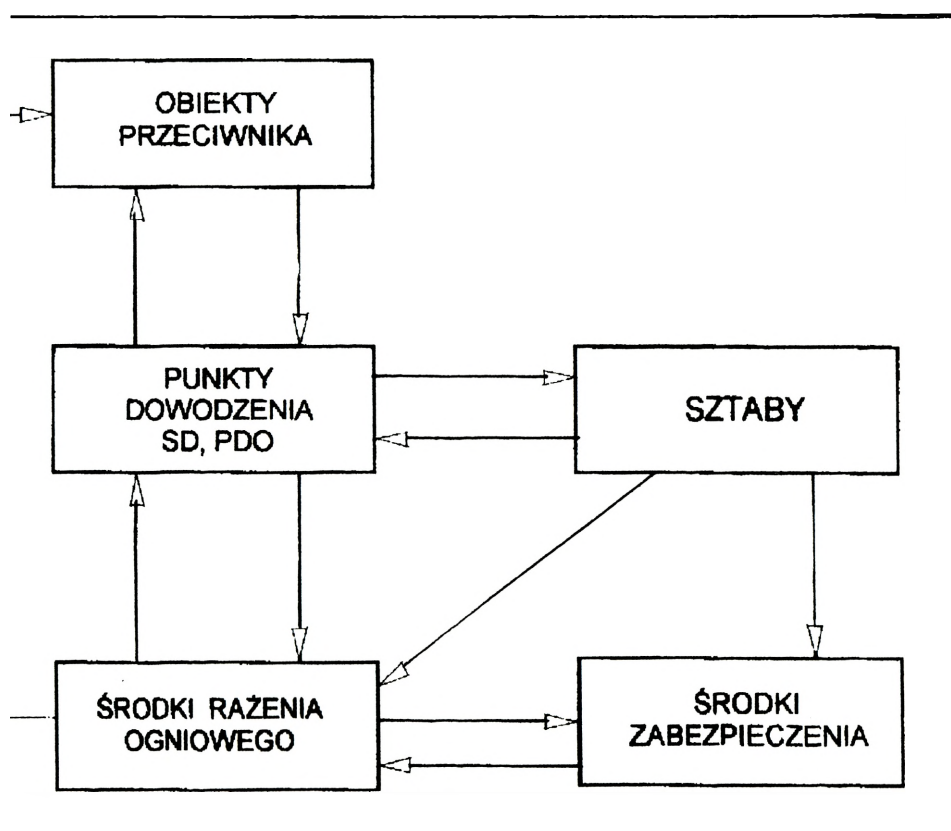 OBIEKTY
PRZECIWNIKA
PUNKTY
DOWODZENIA
SD, PDO
SZTABY
ŚRODKI RAŻENIA
OGNIOWEGO
ŚRODKI
ZABEZPIECZENIA